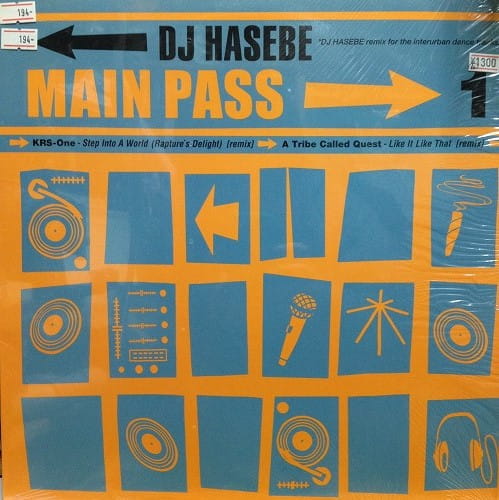 194-
194-
DJ HASEBE
*DJ HASEBE remix for the interurban dance
¥1300
MAIN PASS 1
KRS-One - Step Into A World (Rapture's Delight) [remix] A Tribe Called Quest - Like It Like That [remix]